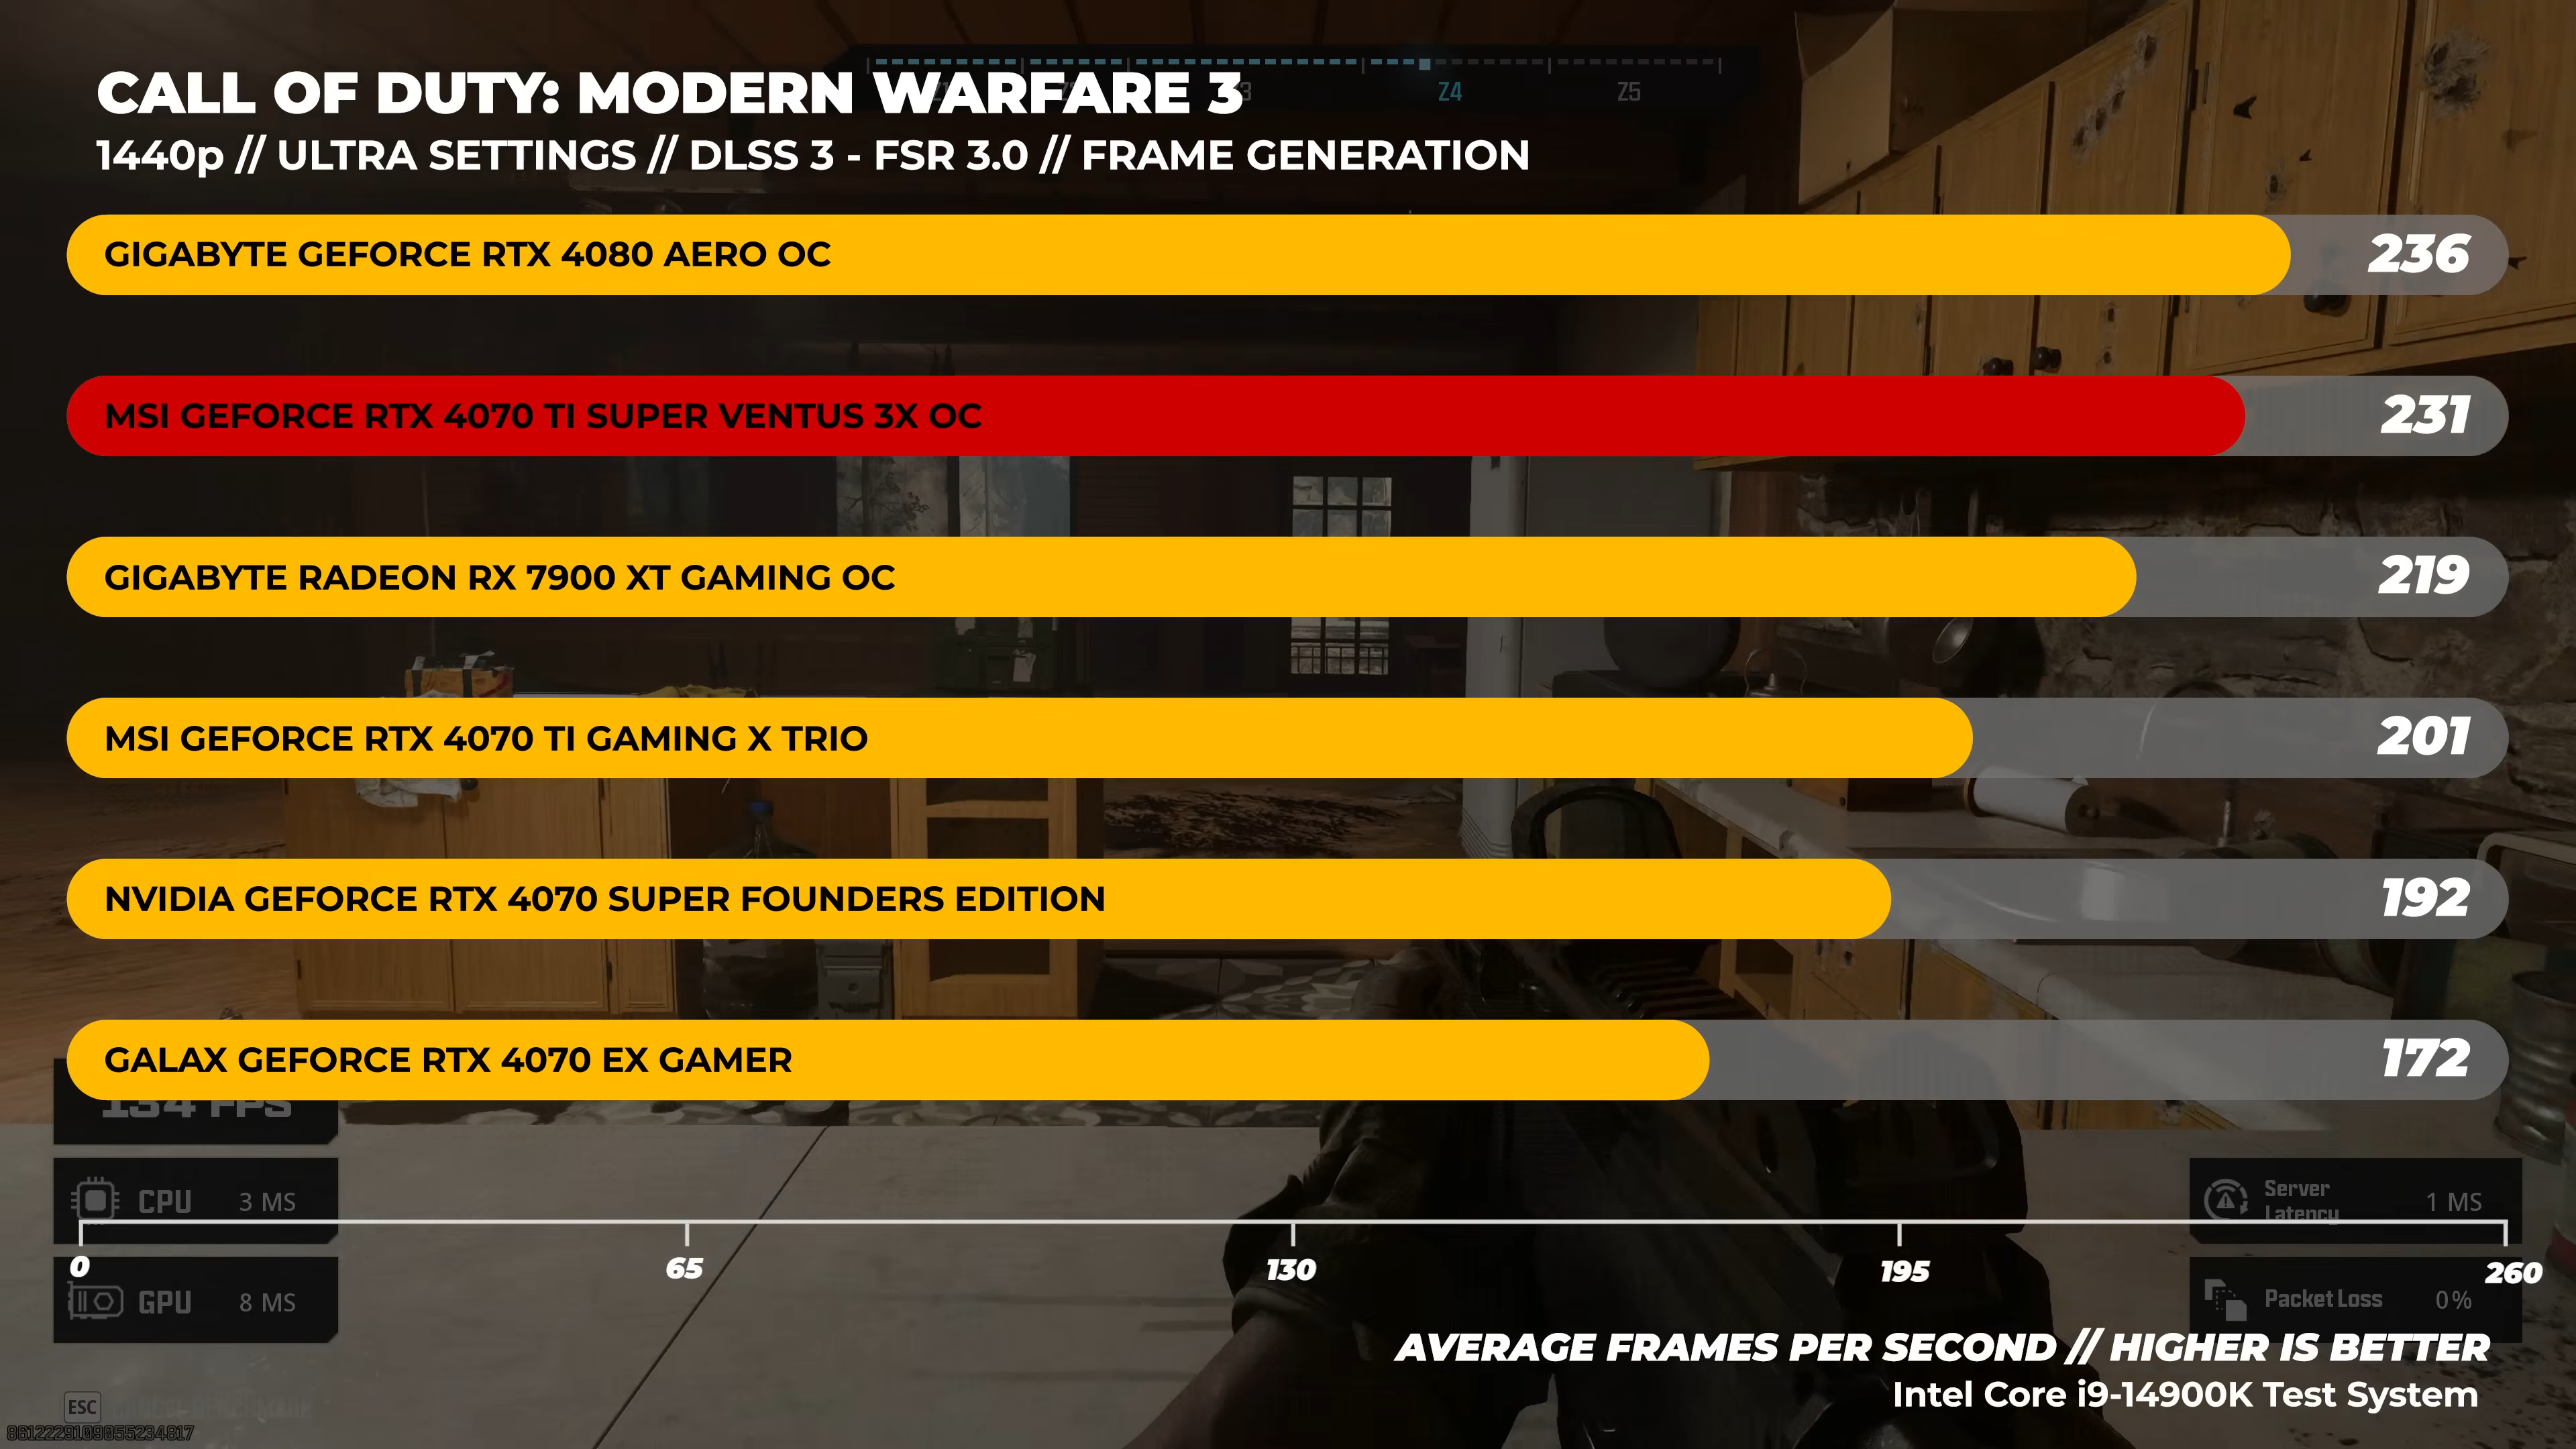 Z4
Z5
CALL OF DUTY: MODERN WARFARE 3
1440p // ULTRA SETTINGS // DLSS 3 - FSR 3.0 // FRAME GENERATION
GIGABYTE GEFORCE RTX 4080 AERO OC 236
MSI GEFORCE RTX 4070 TI SUPER VENTUS 3X OC 231
GIGABYTE RADEON RX 7900 XT GAMING OC 219
MSI GEFORCE RTX 4070 TI GAMING X TRIO 201
NVIDIA GEFORCE RTX 4070 SUPER FOUNDERS EDITION 192
GALAX GEFORCE RTX 4070 EX GAMER 172
134 FPS
CPU 3 MS
Server Latency 1 MS
0 65 130 195 260
GPU 8 MS
Packet Loss 0%
AVERAGE FRAMES PER SECOND // HIGHER IS BETTER
Intel Core i9-14900K Test System
ESC